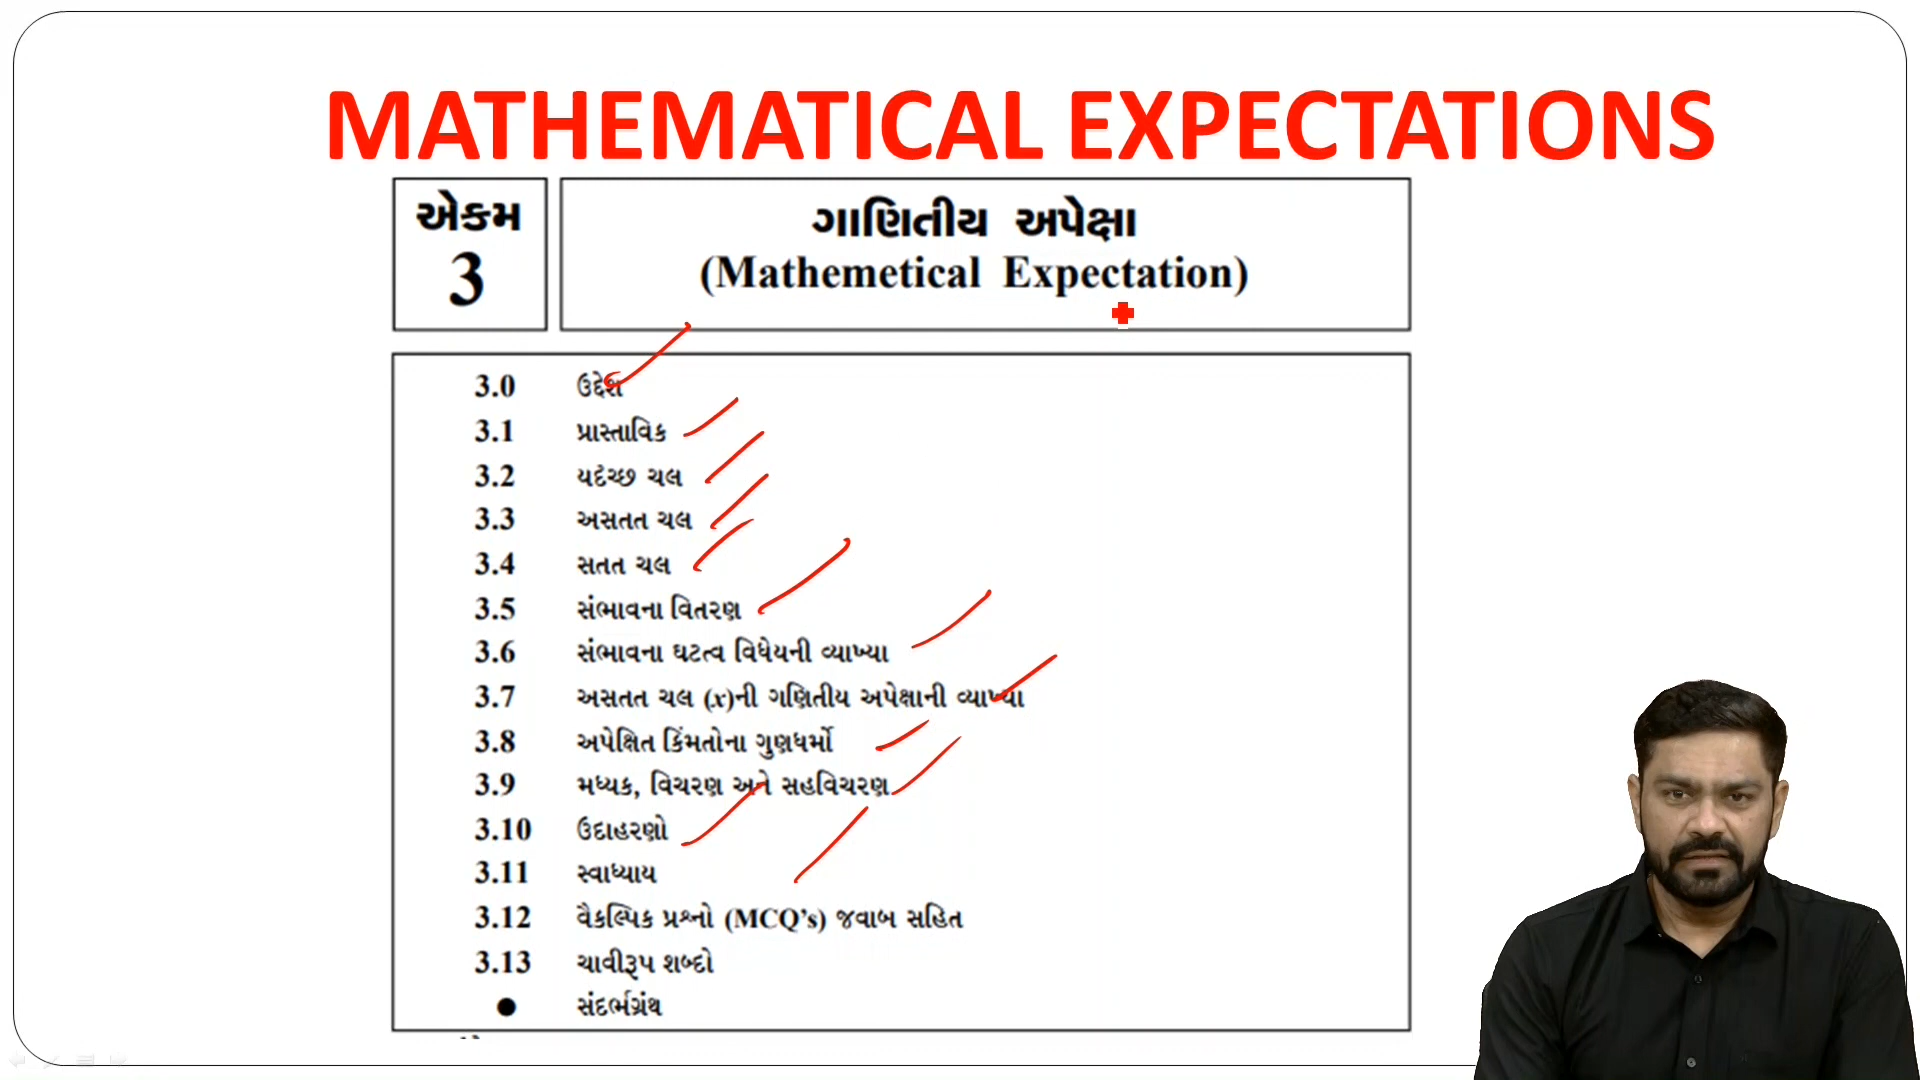 MATHEMATICAL EXPECTATIONS
એકમ
3
ગાણિતીય અપેક્ષા
(Mathemetical Expectation)
3.0 ઉદ્દેશ
3.1 પ્રાસ્તાવિક
3.2 યદૃચ્છ ચલ
3.3 અસતત ચલ
3.4 સતત ચલ
3.5 સંભાવના વિતરણ
3.6 સંભાવના ઘટત્વ વિધેયની વ્યાખ્યા
3.7 અસતત ચલ (x)ની ગણિતીય અપેક્ષાની વ્યાખ્યા
3.8 અપેક્ષિત કિંમતોના ગુણધર્મો
3.9 મધ્યક, વિચરણ અને સહવિચરણ
3.10 ઉદાહરણો
3.11 સ્વાધ્યાય
3.12 વૈકલ્પિક પ્રશ્નો (MCQ's) જવાબ સહિત
3.13 ચાવીરૂપ શબ્દો
● સંદર્ભગ્રંથ